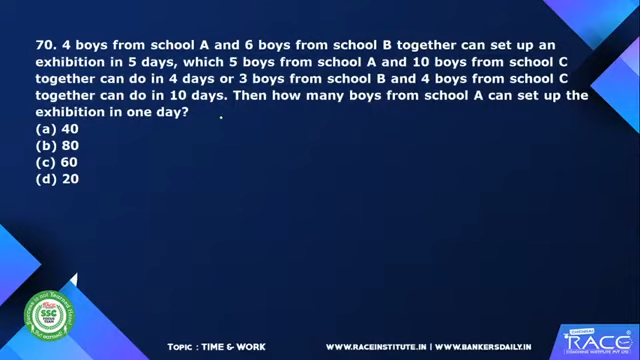 70. 4 boys from school A and 6 boys from school B together can set up an
exhibition in 5 days, which 5 boys from school A and 10 boys from school C
together can do in 4 days or 3 boys from school B and 4 boys from school C
together can do in 10 days. Then how many boys from school A can set up the
exhibition in one day?
(a) 40
(b) 80
(c) 60
(d) 20
RACE
SSC
FOCUS
TEAM
Topic : TIME & WORK
WWW.RACEINSTITUTE.IN | WWW.BANKERSDAILY.IN
RACE